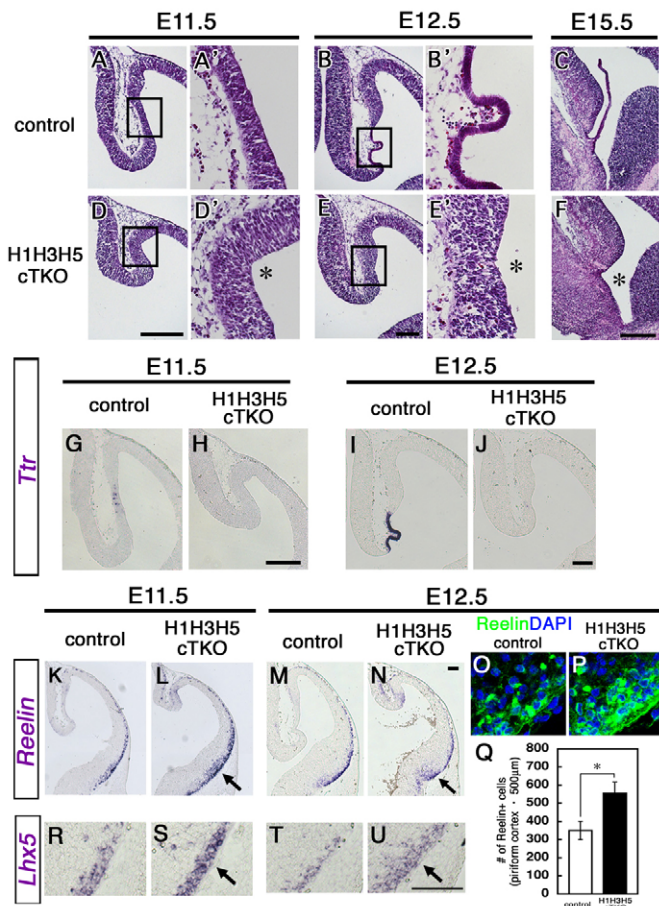 E11.5 E12.5 E15.5
A A' B B' C
control
D D' E E' F
H1H3H5
cTKO
* * *
E11.5 E12.5
control H1H3H5
cTKO control H1H3H5
cTKO
G H I J
Ttr
E11.5 E12.5
control H1H3H5
cTKO control H1H3H5
cTKO
ReelinDAPI
control H1H3H5
cTKO
K L M N O P
Reelin
Q
800
700
600
500
400
300
200
100
0
*
# of Reelin+ cells
(piriform cortex ・ 500μm)
control H1H3H5
R S T U
Lhx5